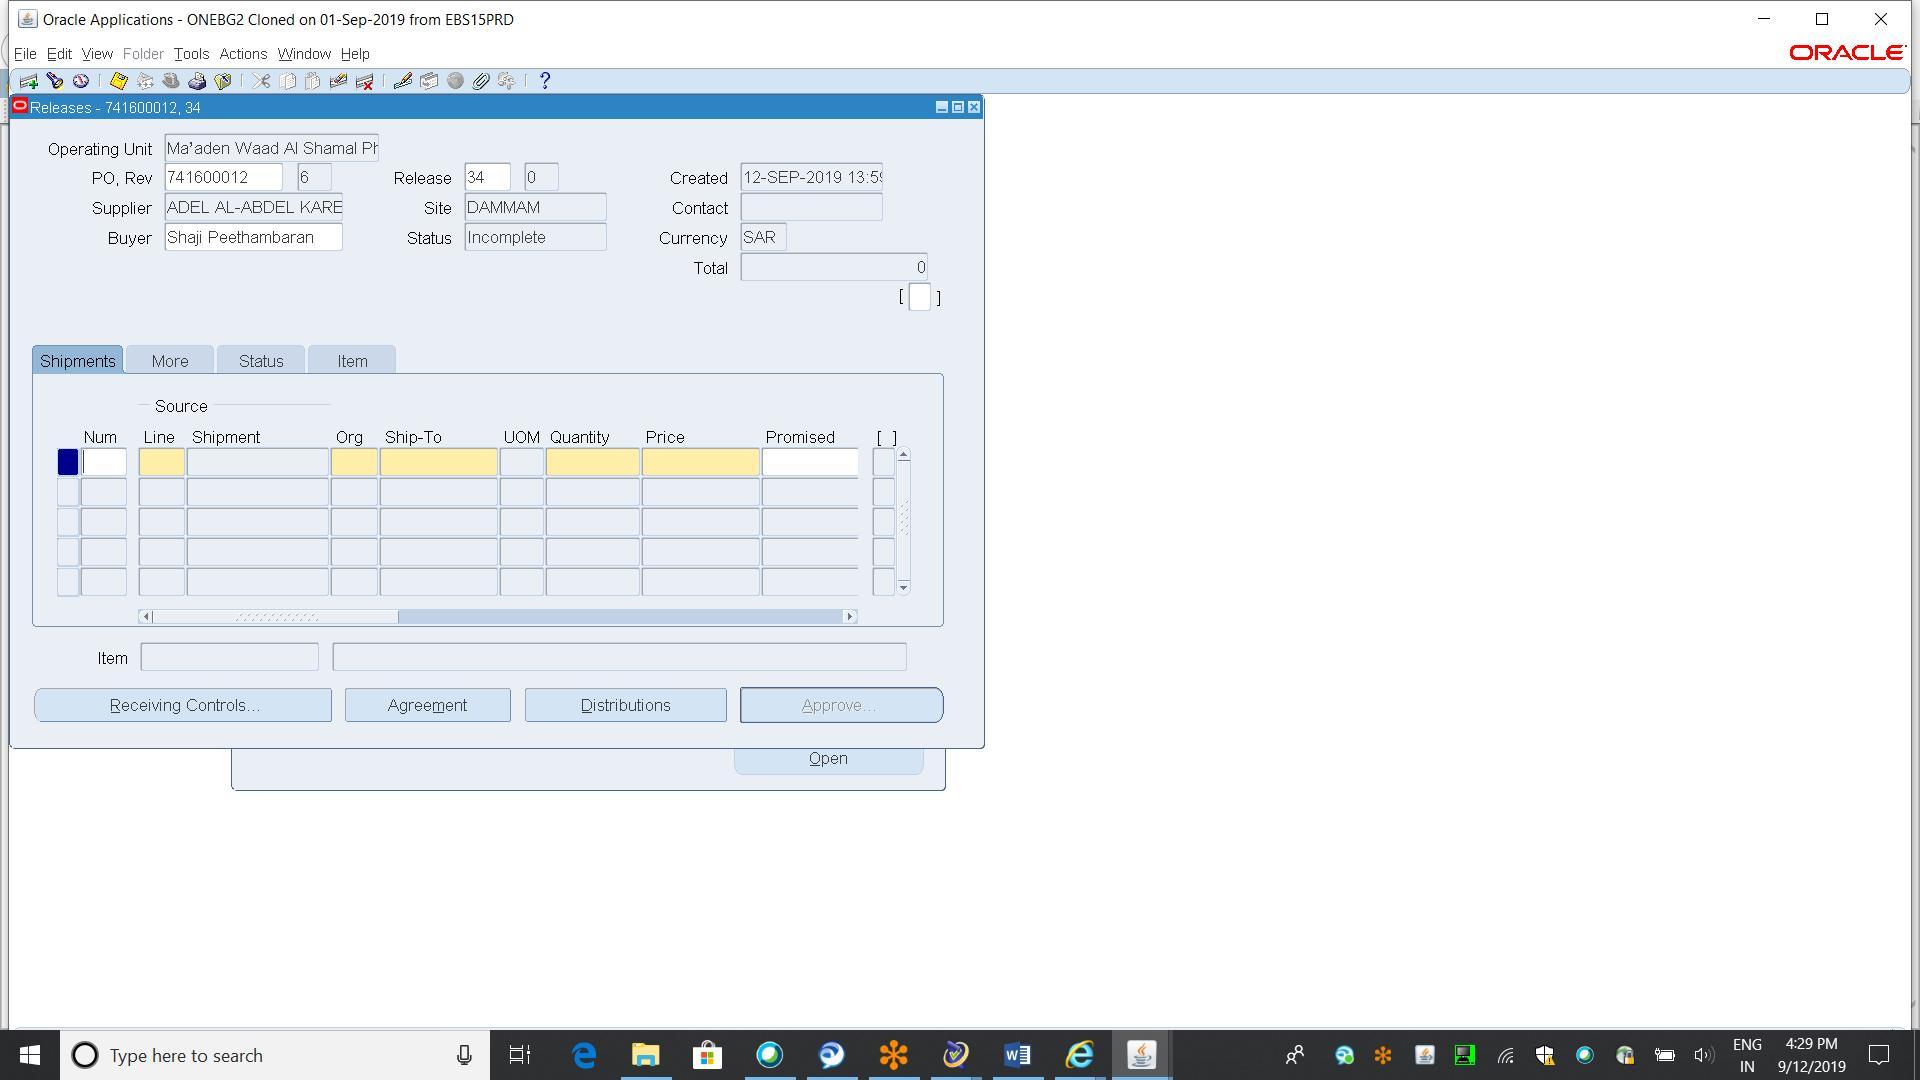 Oracle Applications - ONEBG2 Cloned on 01-Sep-2019 from EBS15PRD
File Edit View Folder Tools Actions Window Help
ORACLE
Releases - 741600012, 34
Operating Unit Ma'aden Waad Al Shamal Ph
PO, Rev 741600012 6 Release 34 0 Created 12-SEP-2019 13:59
Supplier ADEL AL-ABDEL KARE Site DAMMAM Contact
Buyer Shaji Peethambaran Status Incomplete Currency SAR
Total 0
[ ]
Shipments More Status Item
Source
Num Line Shipment Org Ship-To UOM Quantity Price Promised [ ]
Item
Receiving Controls... Agreement Distributions Approve...
Open
Type here to search
ENG
IN
4:29 PM
9/12/2019